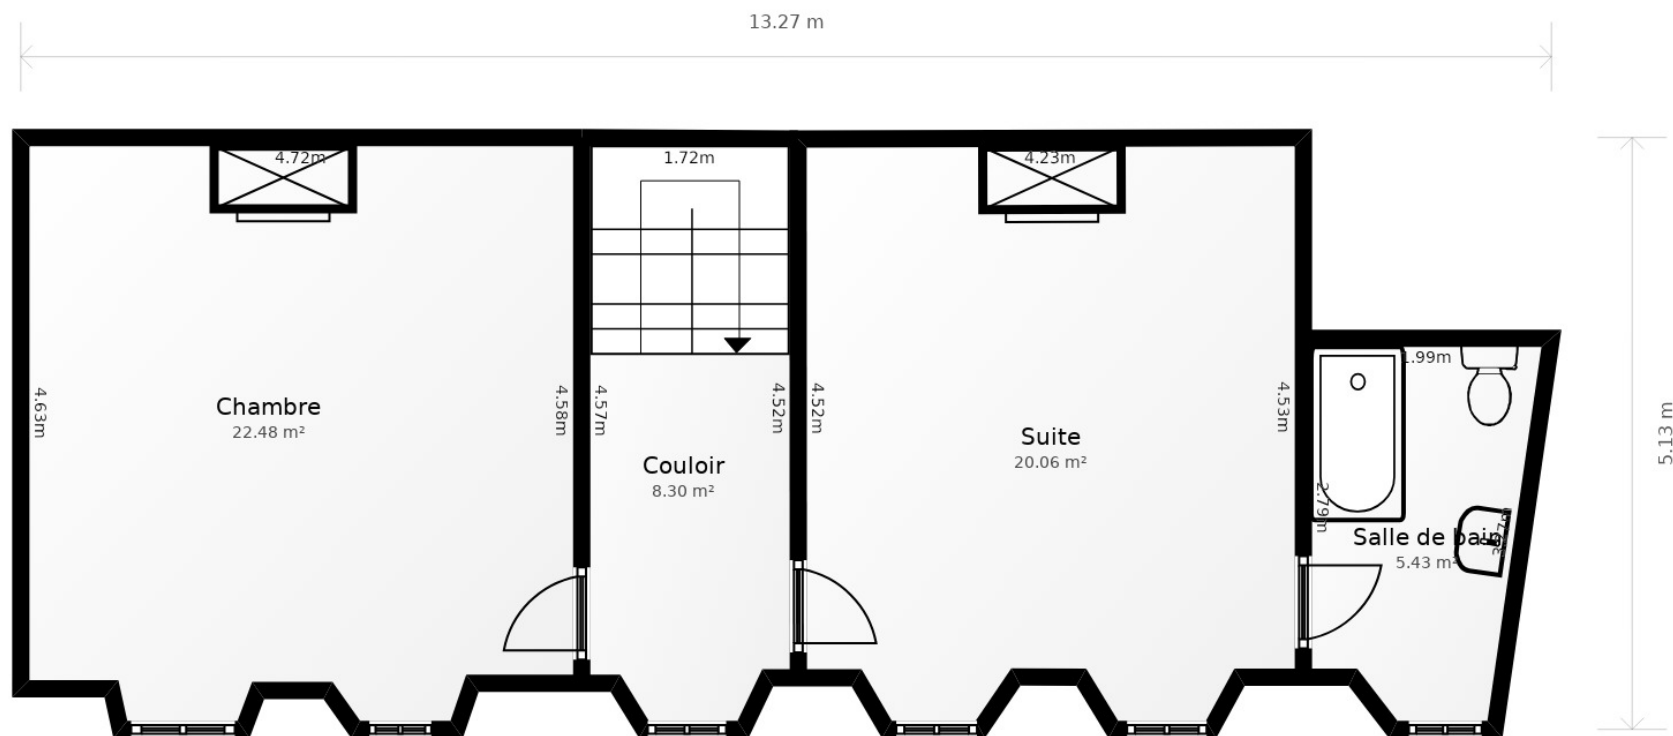 13.27 m
4.72m
1.72m
4.23m
1.99m
4.63m
4.58m
4.57m
4.52m
4.52m
4.53m
5.13 m
Chambre
22.48 m²
Suite
20.06 m²
Couloir
8.30 m²
2.79m
Salle de bain
5.43 m²